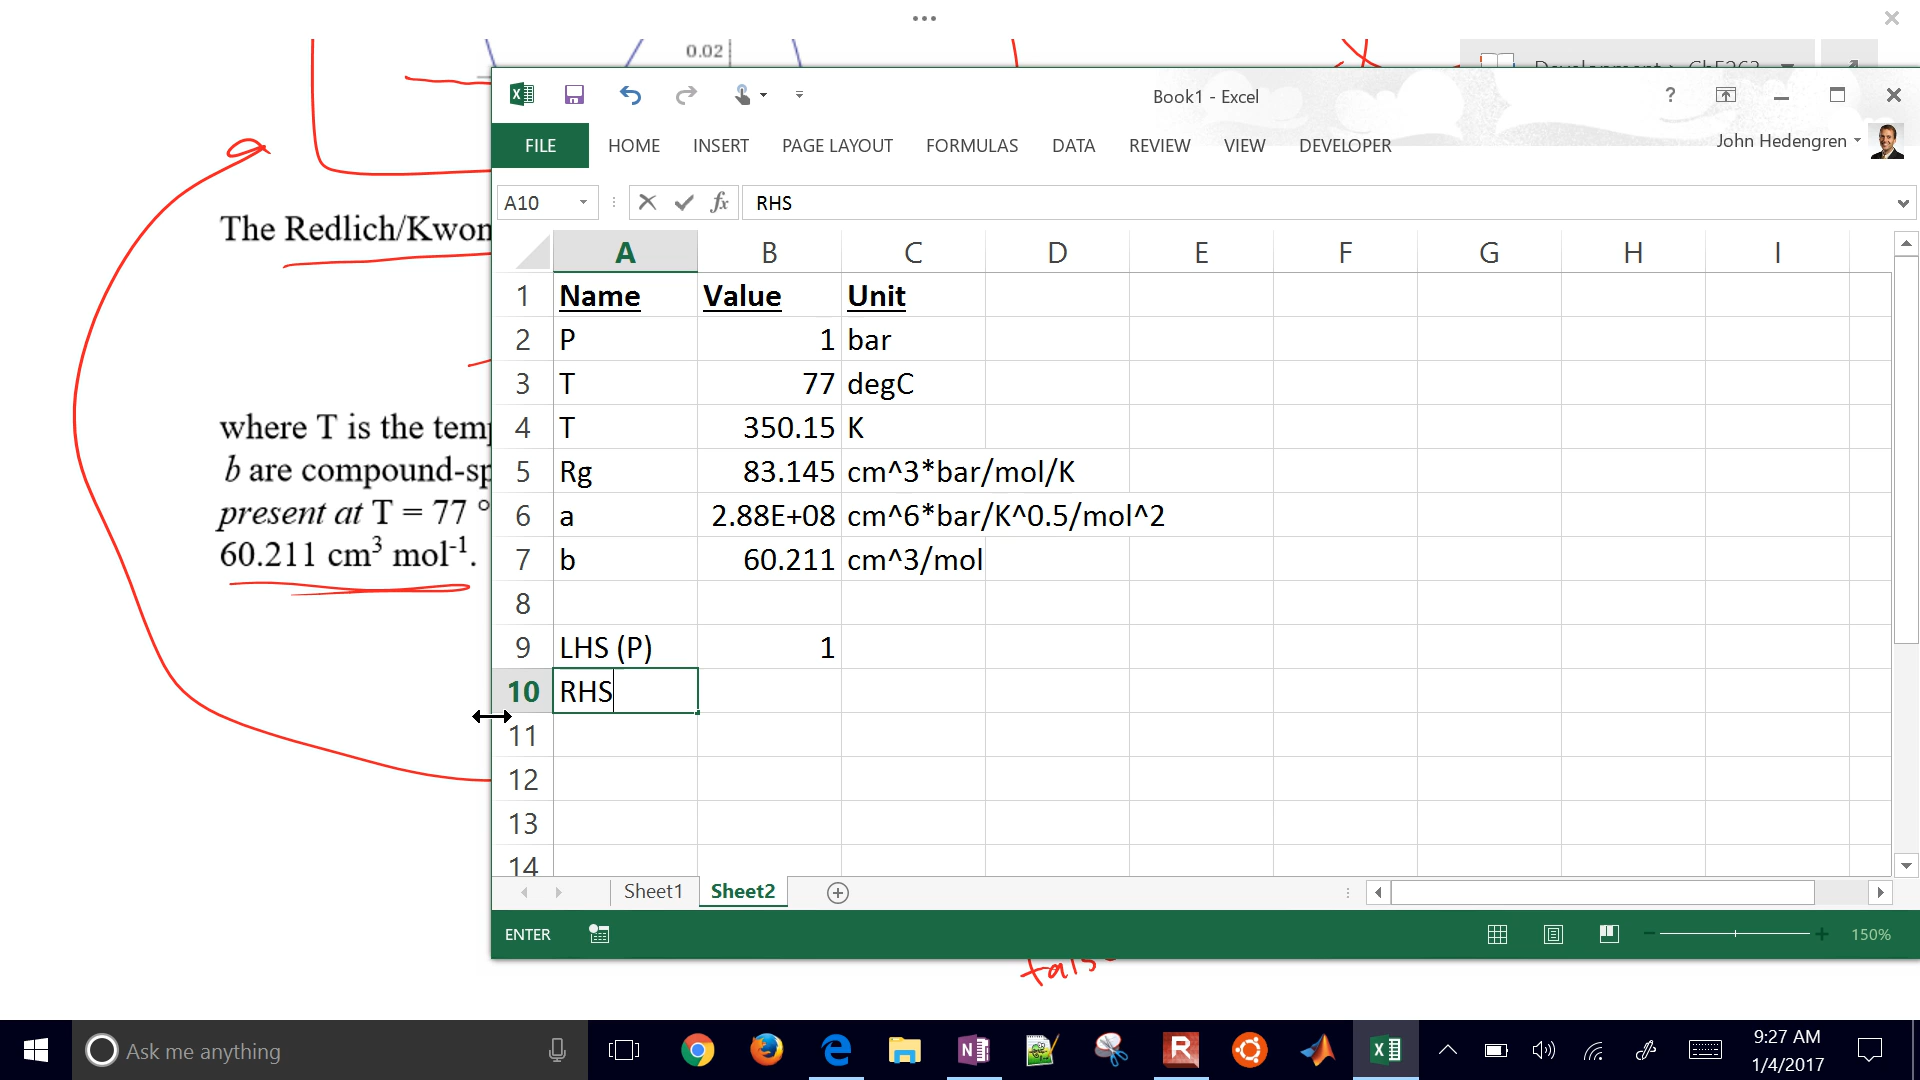 0.02
Book1 - Excel
?
FILE HOME INSERT PAGE LAYOUT FORMULAS DATA REVIEW VIEW DEVELOPER
John Hedengren
A10 fx RHS
A B C D E F G H I
1 Name Value Unit
2 P 1 bar
3 T 77 degC
4 T 350.15 K
5 Rg 83.145 cm^3*bar/mol/K
6 a 2.88E+08 cm^6*bar/K^0.5/mol^2
7 b 60.211 cm^3/mol
8
9 LHS (P) 1
10 RHS
11
12
13
14
The Redlich/Kwon
where T is the tem
b are compound-sp
present at T = 77 °
60.211 cm³ mol⁻¹.
Sheet1 Sheet2
ENTER
150%
Ask me anything
9:27 AM
1/4/2017